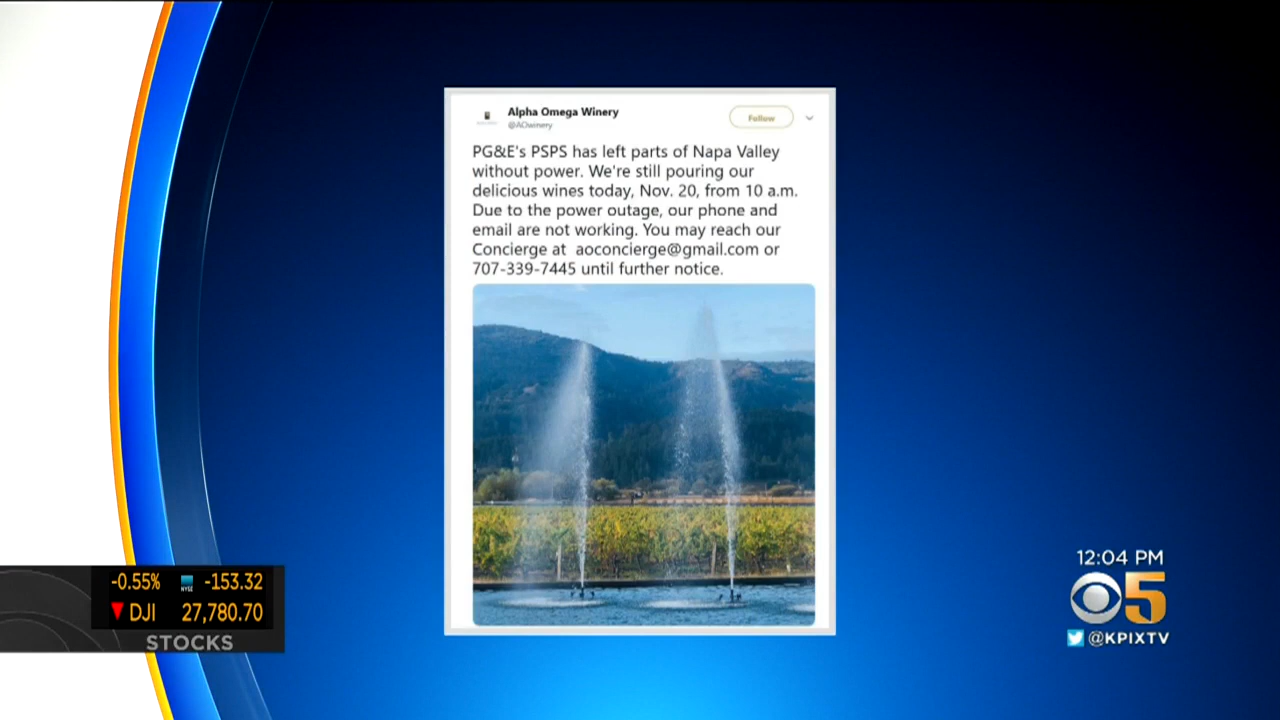 Alpha Omega Winery
@AOwinery
Follow
PG&E's PSPS has left parts of Napa Valley
without power. We're still pouring our
delicious wines today, Nov. 20, from 10 a.m.
Due to the power outage, our phone and
email are not working. You may reach our
Concierge at aoconcierge@gmail.com or
707-339-7445 until further notice.
-0.55% NYSE -153.32
DJI 27,780.70
STOCKS
12:04 PM
5
@KPIXTV